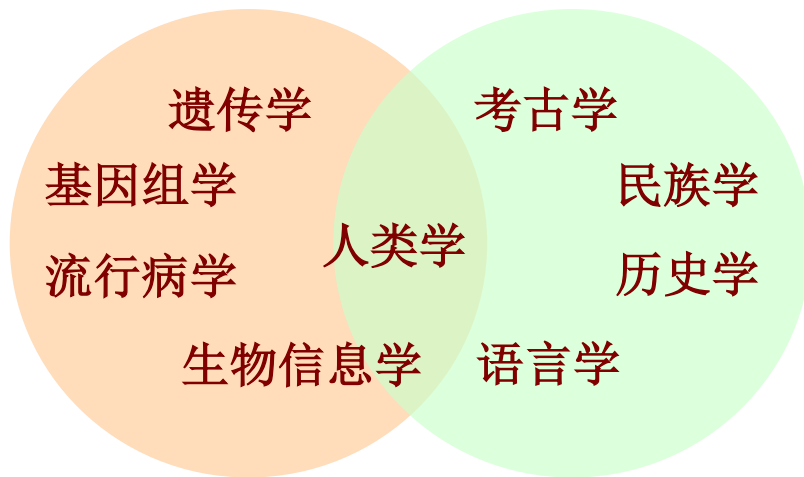 遗传学
考古学
基因组学
民族学
人类学
流行病学
历史学
生物信息学
语言学